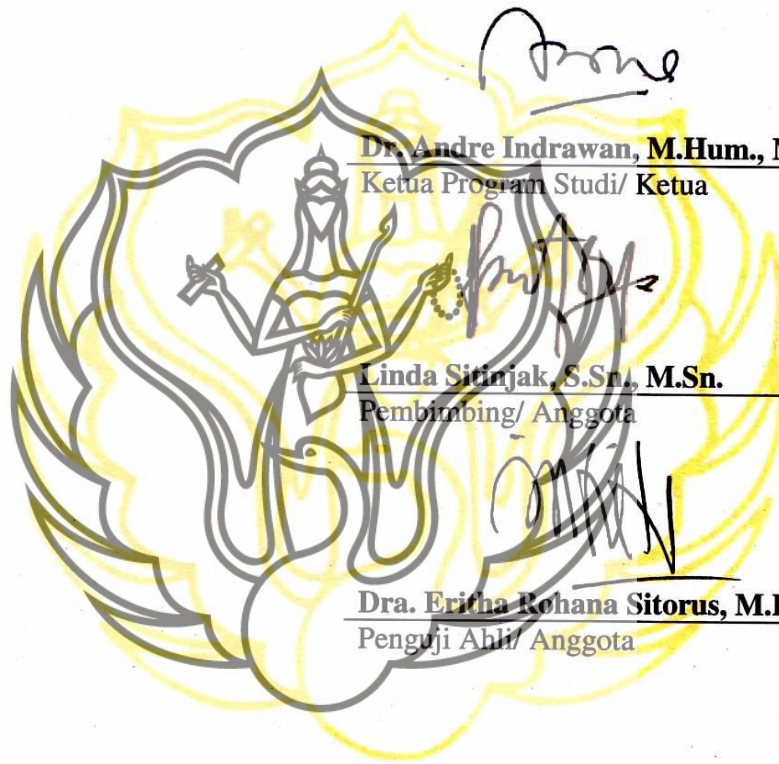 Dr. Andre Indrawan, M.Hum.,
Ketua Program Studi/ Ketua
Linda Sitinjak, S.Sn., M.Sn.
Pembimbing/ Anggota
Dra. Eritha Rohana Sitorus,
Penguji Ahli/ Anggota